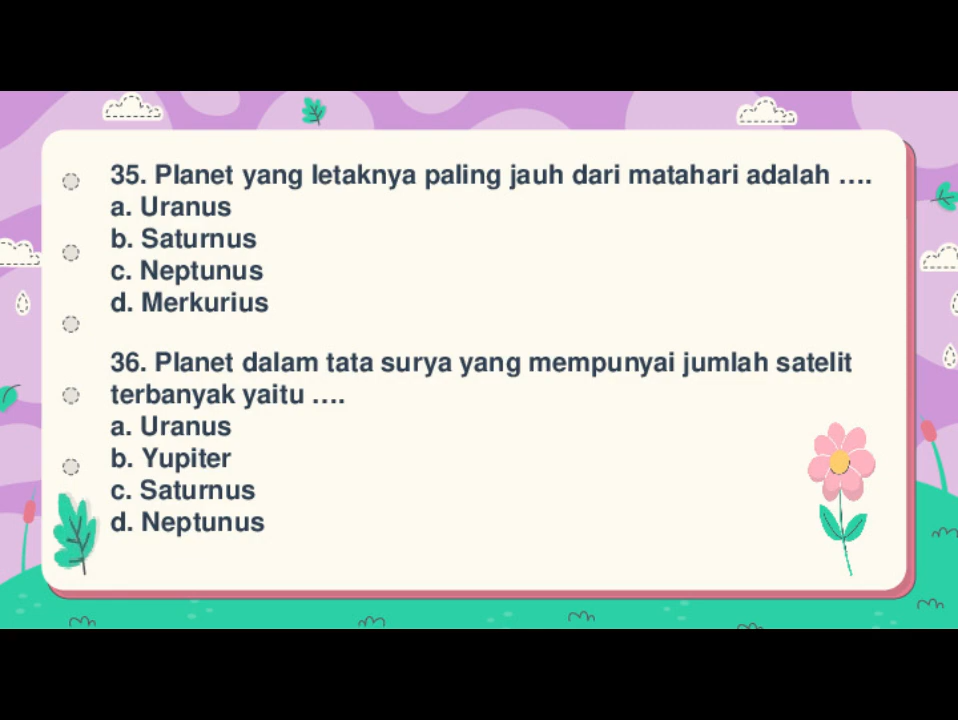 35. Planet yang letaknya paling jauh dari matahari adalah ....
a. Uranus
b. Saturnus
c. Neptunus
d. Merkurius
36. Planet dalam tata surya yang mempunyai jumlah satelit
terbanyak yaitu ....
a. Uranus
b. Yupiter
c. Saturnus
d. Neptunus